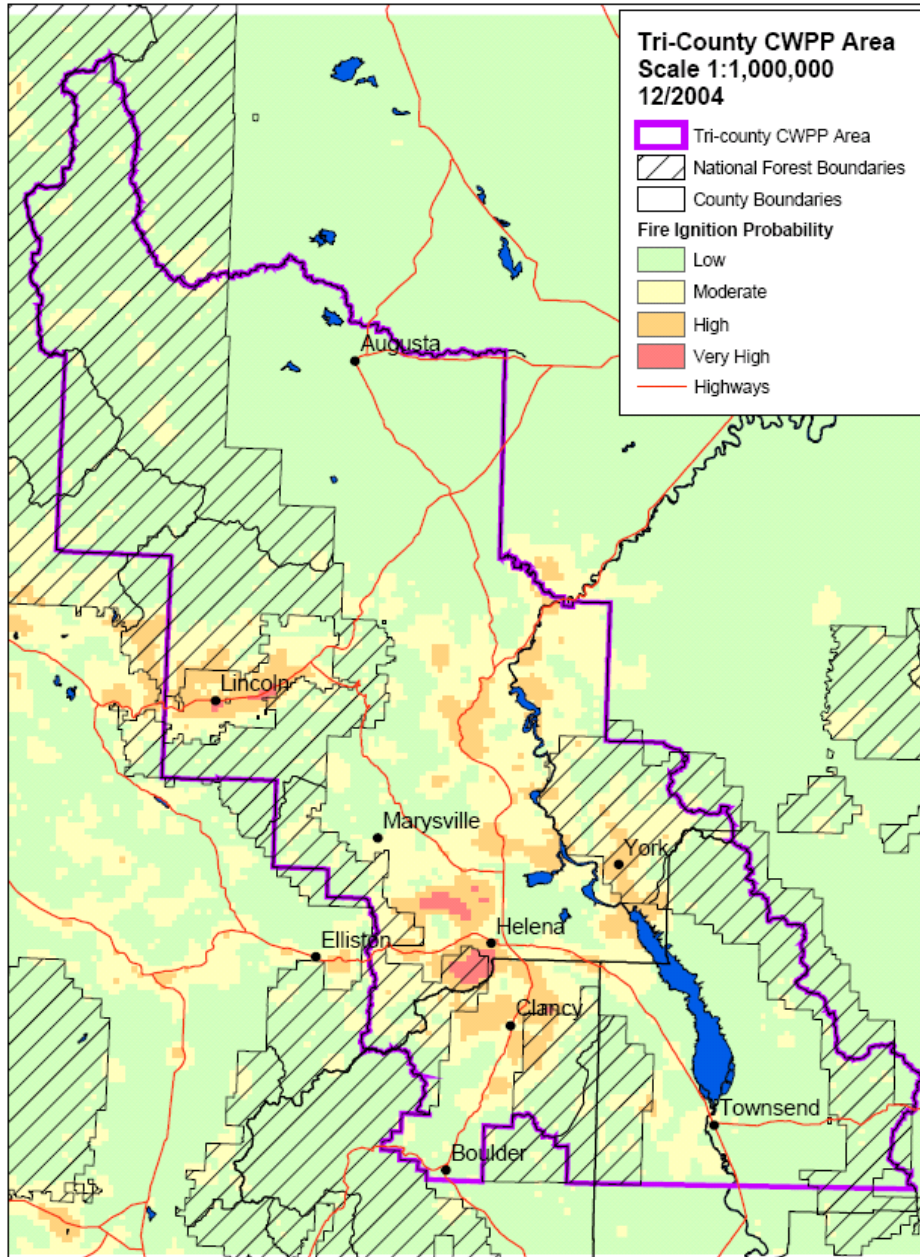 Tri-County CWPP Area
Scale 1:1,000,000
12/2004
Tri-county CWPP Area
National Forest Boundaries
County Boundaries
Fire Ignition Probability
Low
Moderate
High
Very High
Highways
Augusta
Lincoln
Marysville
York
Helena
Elliston
Clancy
Townsend
Boulder